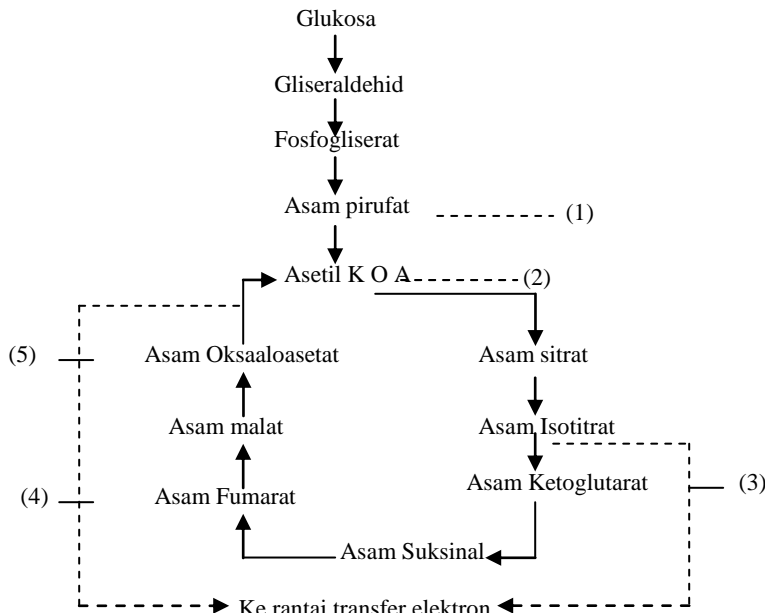 Glukosa
Gliseraldehid
Fosfogliserat
Asam pirufat (1)
Asetil K O A (2)
(5) Asam Oksaaloasetat Asam sitrat
Asam malat Asam Isotitrat
(4) Asam Fumarat Asam Ketoglutarat (3)
Asam Suksinal
Ke rantai transfer elektron